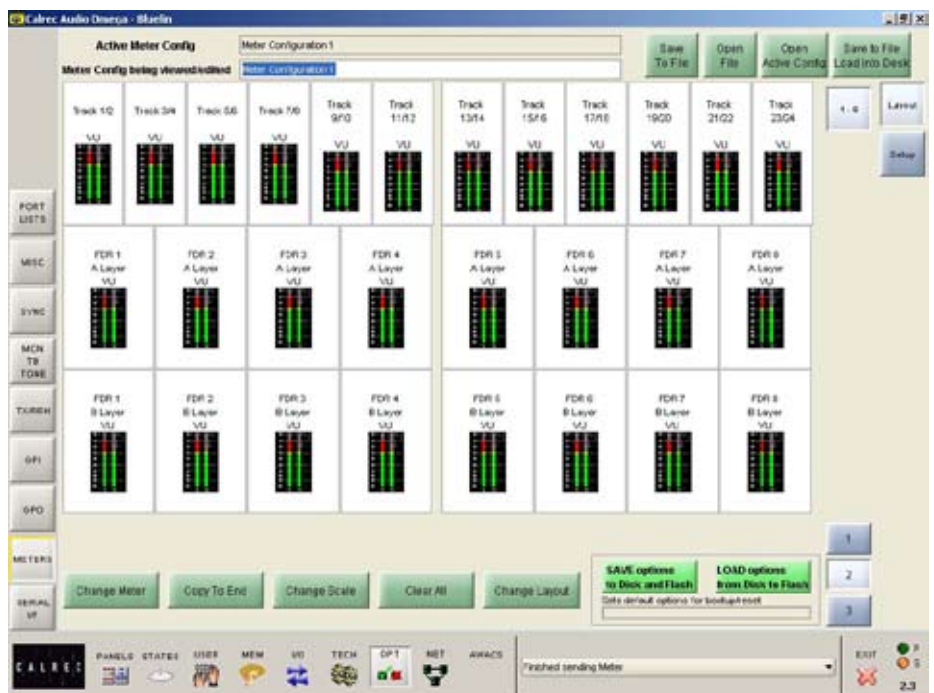 Calrec Audio Omega - Bluefin
Active Meter Config
Meter Configuration 1
Meter Config being viewed/edited
Meter Configuration 1
Save To File
Open File
Open Active Config
Save to File Load into Desk
Track 1/2
Track 3/4
Track 5/6
Track 7/8
Track 9/10
Track 11/12
Track 13/14
Track 15/16
Track 17/18
Track 19/20
Track 21/22
Track 23/24
VU VU VU VU VU VU VU VU VU VU VU VU
Layout
Setup
FDR 1 A Layer VU
FDR 2 A Layer VU
FDR 3 A Layer VU
FDR 4 A Layer VU
FDR 5 A Layer VU
FDR 6 A Layer VU
FDR 7 A Layer VU
FDR 8 A Layer VU
FDR 1 B Layer VU
FDR 2 B Layer VU
FDR 3 B Layer VU
FDR 4 B Layer VU
FDR 5 B Layer VU
FDR 6 B Layer VU
FDR 7 B Layer VU
FDR 8 B Layer VU
PORT LISTS
MISC
SYNC
MON TB TONE
TX/REH
GPI
GPO
METERS
SERIAL I/F
1
2
3
Change Meter
Copy To End
Change Scale
Clear All
Change Layout
SAVE options to Disk and Flash
LOAD options from Disk to Flash
Sets default options for bootup/reset
CALREC
PANELS
STATES
USER
MEM
I/O
TECH
OPT
NET
AWACS
Finished sending Meter
EXIT
P
S
2.3